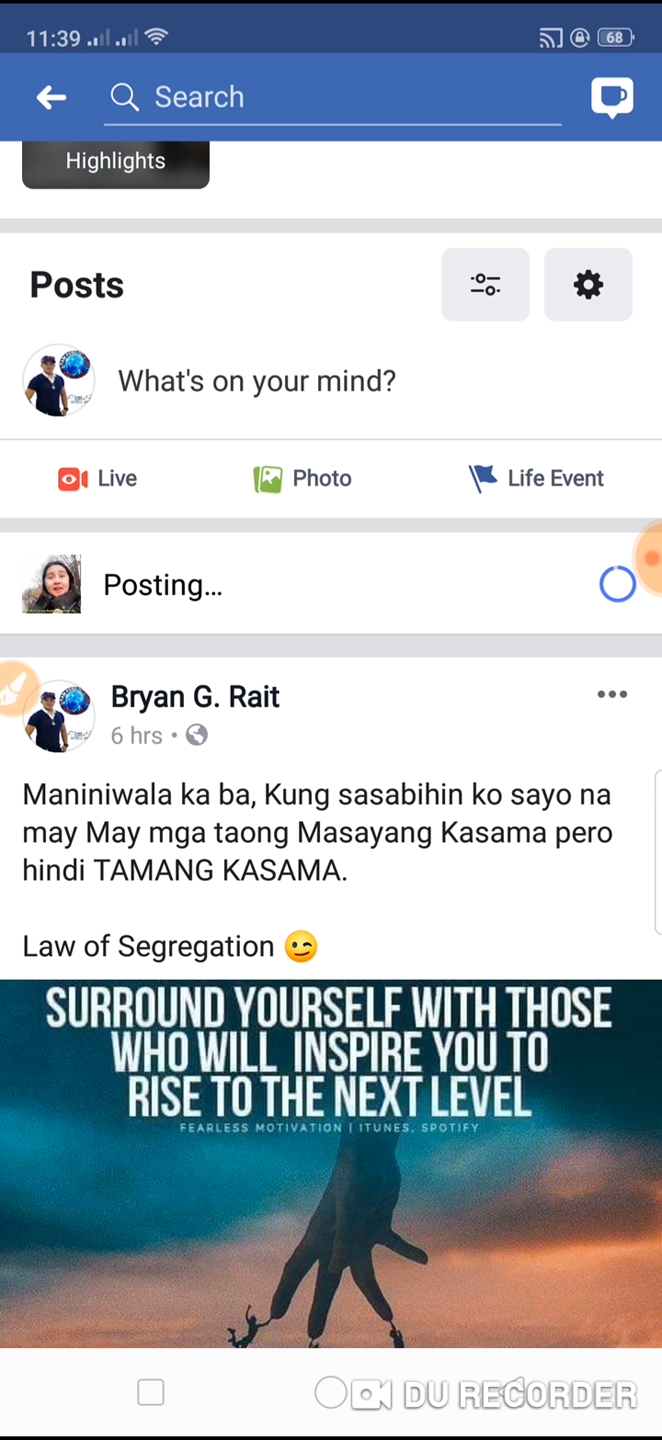 11:39
68
Search
Highlights
Posts
What's on your mind?
Live
Photo
Life Event
Posting...
Bryan G. Rait
6 hrs
Maniniwala ka ba, Kung sasabihin ko sayo na
may May mga taong Masayang Kasama pero
hindi TAMANG KASAMA.
Law of Segregation 😉
SURROUND YOURSELF WITH THOSE
WHO WILL INSPIRE YOU TO
RISE TO THE NEXT LEVEL
FEARLESS MOTIVATION | ITUNES, SPOTIFY
DU RECORDER